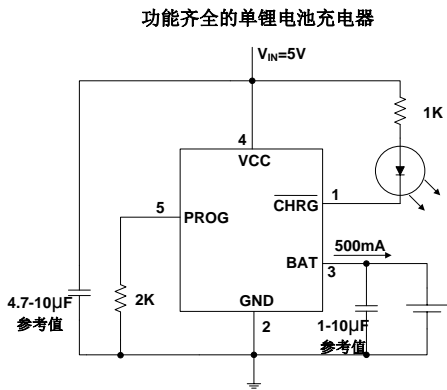 功能齐全的单锂电池充电器
VIN=5V
1K
4
VCC
1
CHRG
5
PROG
500mA
BAT
3
4.7-10μF
参考值
2K
GND
2
1-10μF
参考值